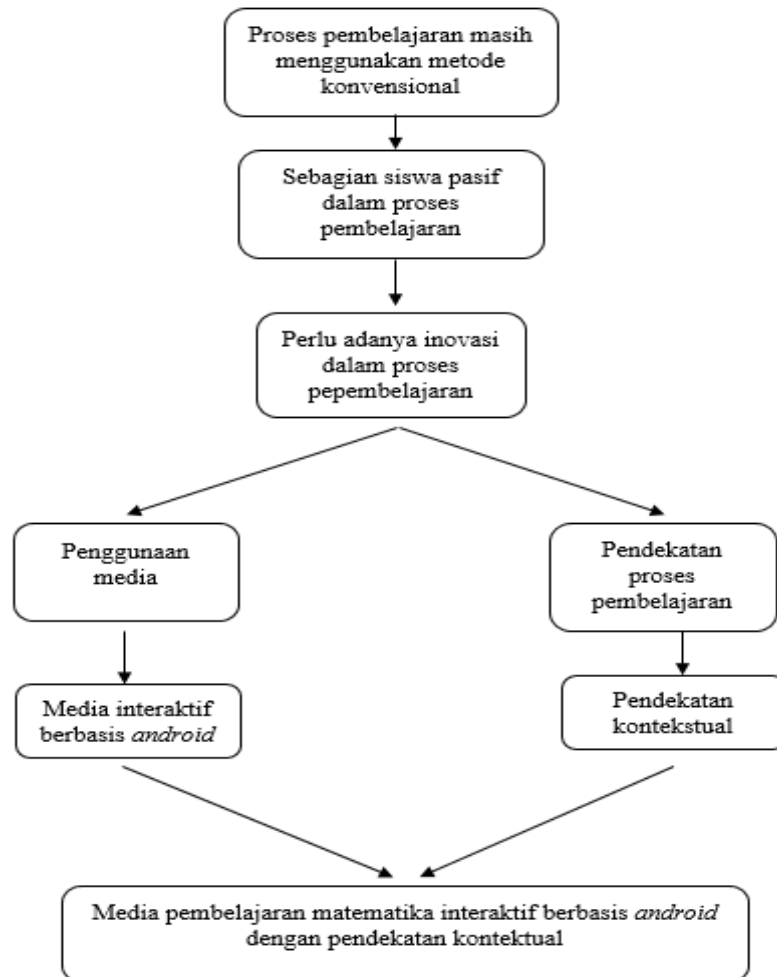 Proses pembelajaran masih
menggunakan metode
konvensional
Sebagian siswa pasif
dalam proses
pembelajaran
Perlu adanya inovasi
dalam proses
pepembelajaran
Penggunaan
media
Pendekatan
proses
pembelajaran
Media interaktif
berbasis android
Pendekatan
kontekstual
Media pembelajaran matematika interaktif berbasis android
dengan pendekatan kontektual